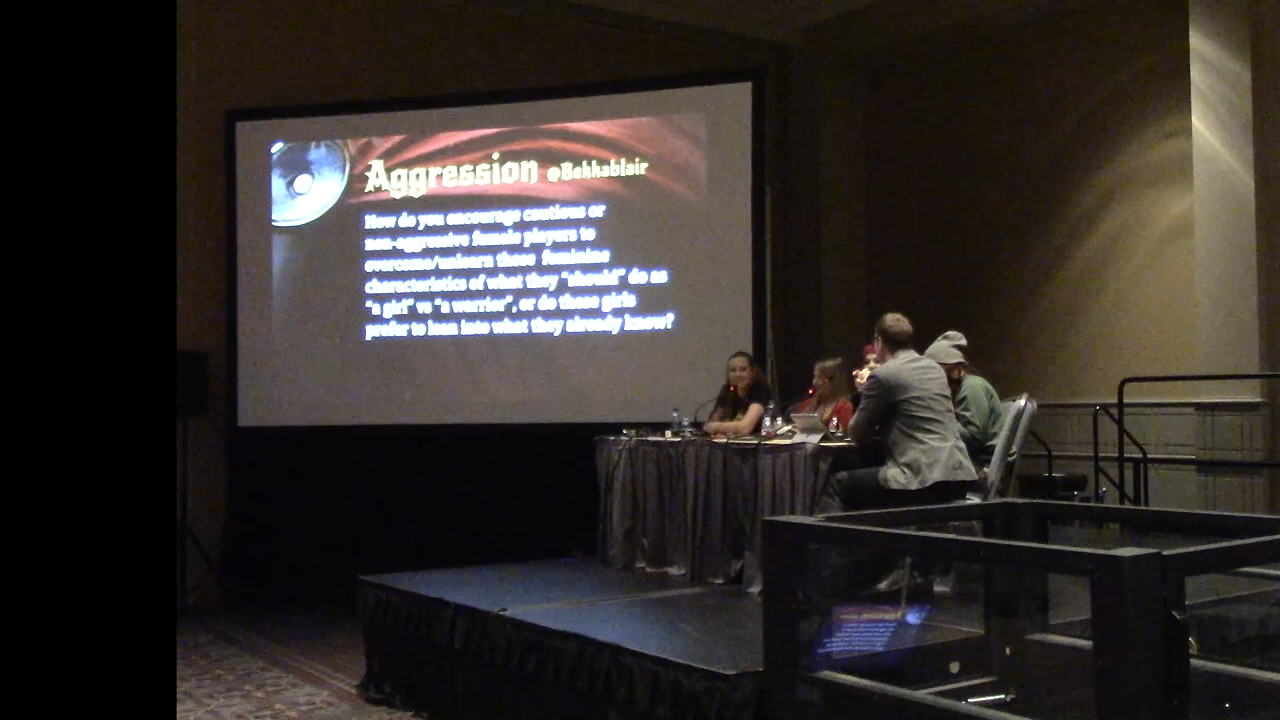 Aggression @Bekhablair
How do you encourage cautious or
non-aggressive female players to
overcome/unlearn these feminine
characteristics of what they "should" do as
"a girl" vs "a warrior", or do these girls
prefer to lean into what they already know?